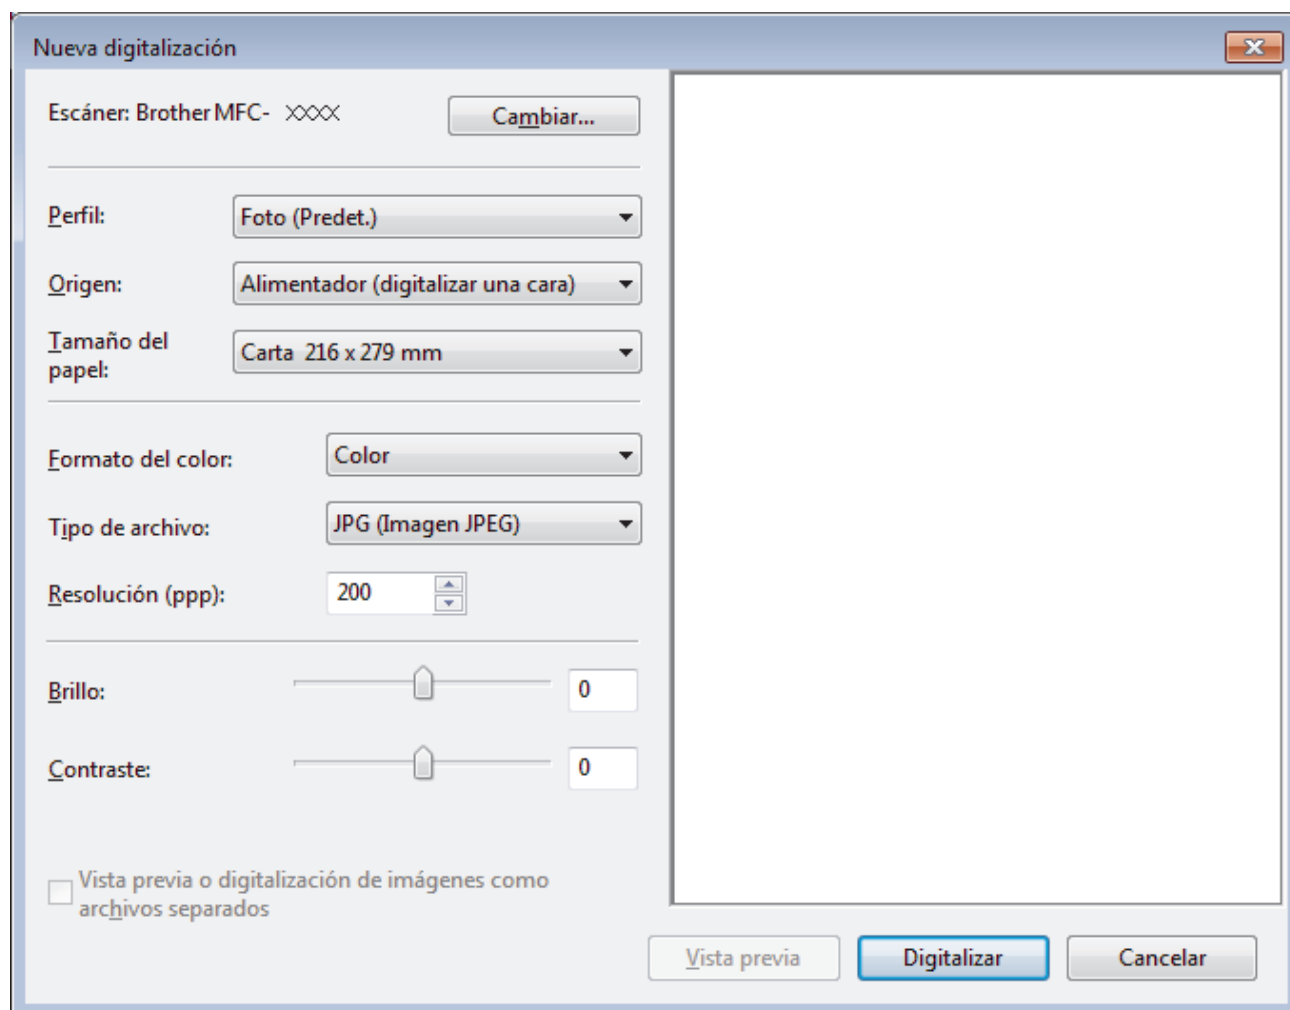 Nueva digitalización
Escáner: Brother MFC- XXXX
Cambiar...
Perfil:
Foto (Predet.)
Origen:
Alimentador (digitalizar una cara)
Tamaño del
papel:
Carta 216 x 279 mm
Formato del color:
Color
Tipo de archivo:
JPG (Imagen JPEG)
Resolución (ppp):
200
Brillo:
0
Contraste:
0
Vista previa o digitalización de imágenes como
archivos separados
Vista previa
Digitalizar
Cancelar